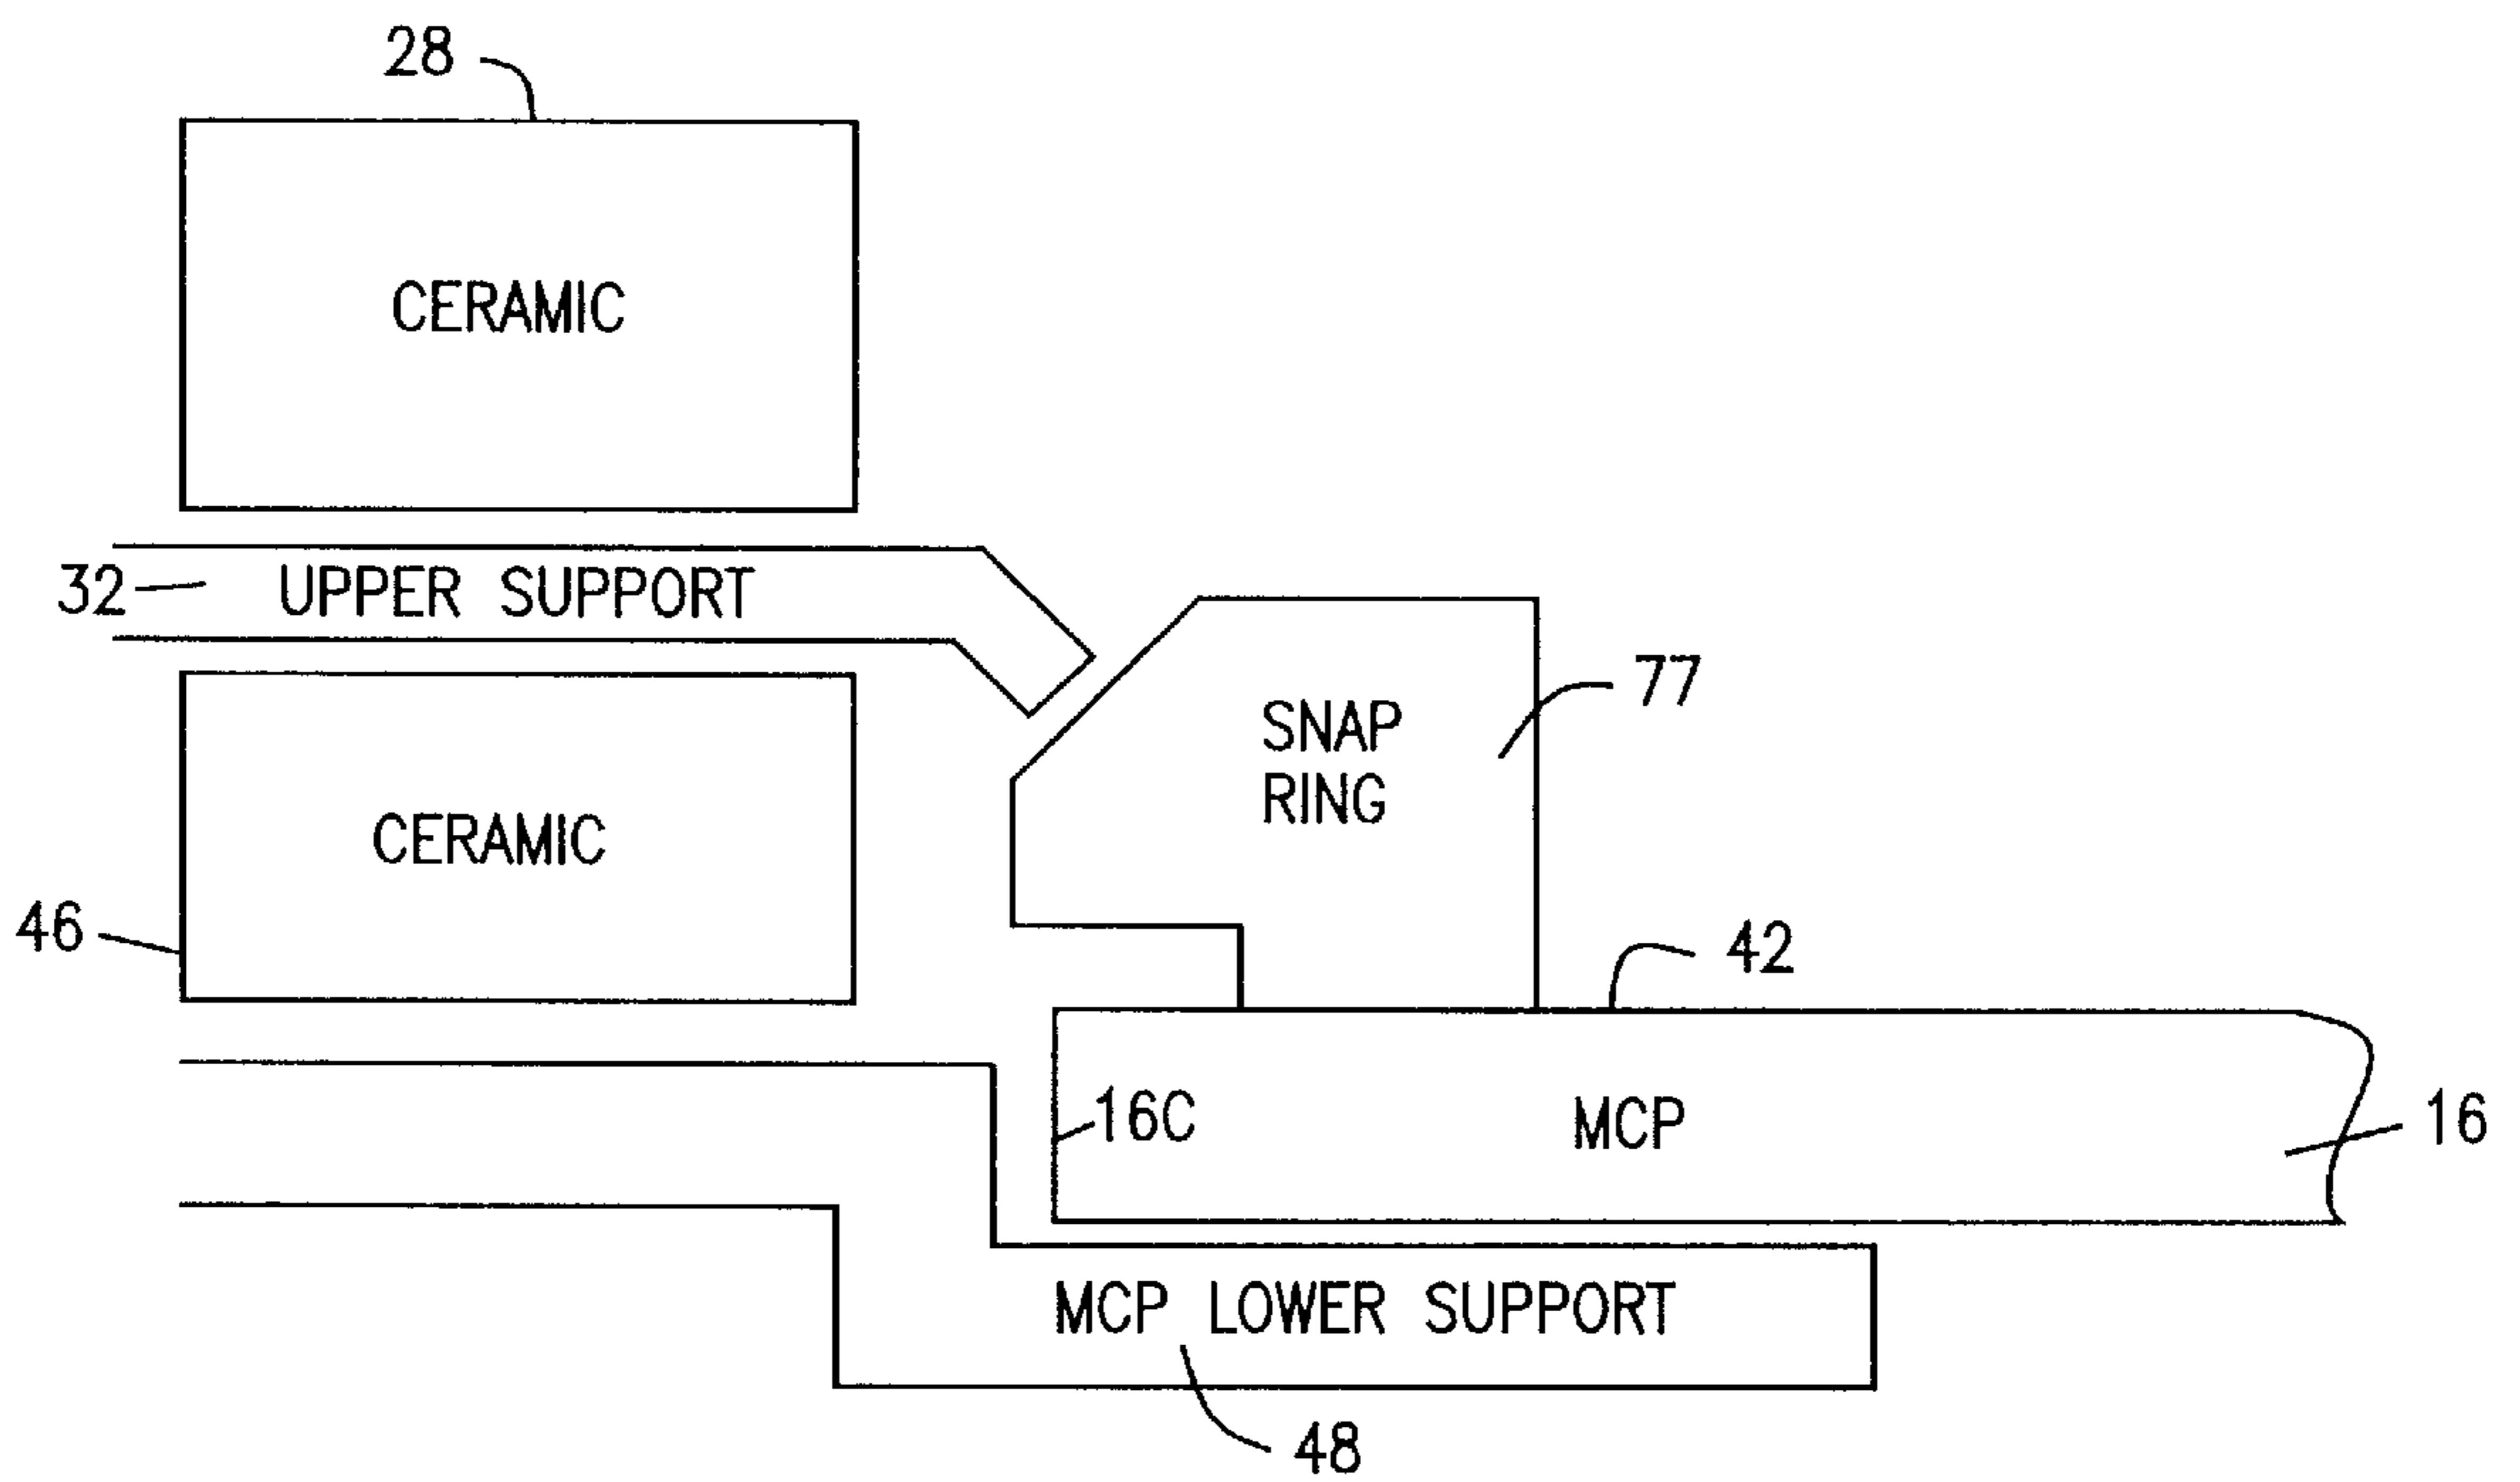 28
CERAMIC
32 UPPER SUPPORT
SNAP
RING
77
CERAMIC
46
42
16C
MCP
16
MCP LOWER SUPPORT
48